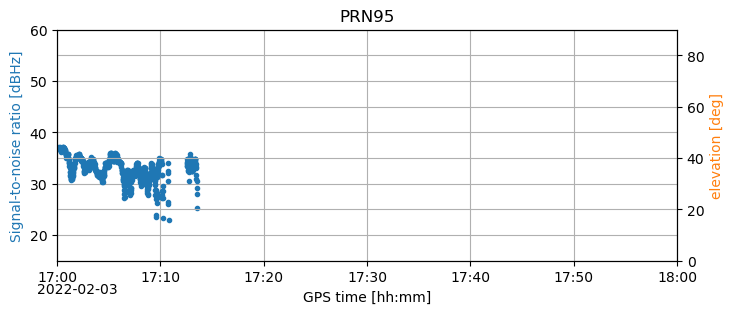 PRN95
Signal-to-noise ratio [dBHz]
60
50
40
30
20
80
60
40
20
0
elevation [deg]
17:00 17:10 17:20 17:30 17:40 17:50 18:00
2022-02-03
GPS time [hh:mm]